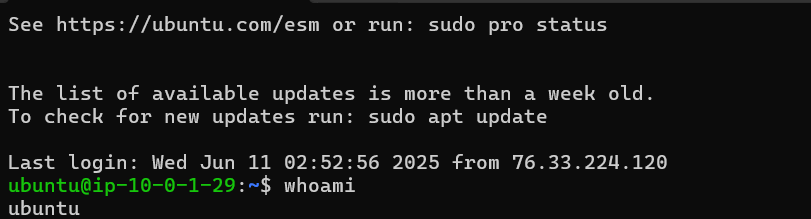 See https://ubuntu.com/esm or run: sudo pro status
The list of available updates is more than a week old.
To check for new updates run: sudo apt update
Last login: Wed Jun 11 02:52:56 2025 from 76.33.224.120
ubuntu@ip-10-0-1-29:~$ whoami
ubuntu